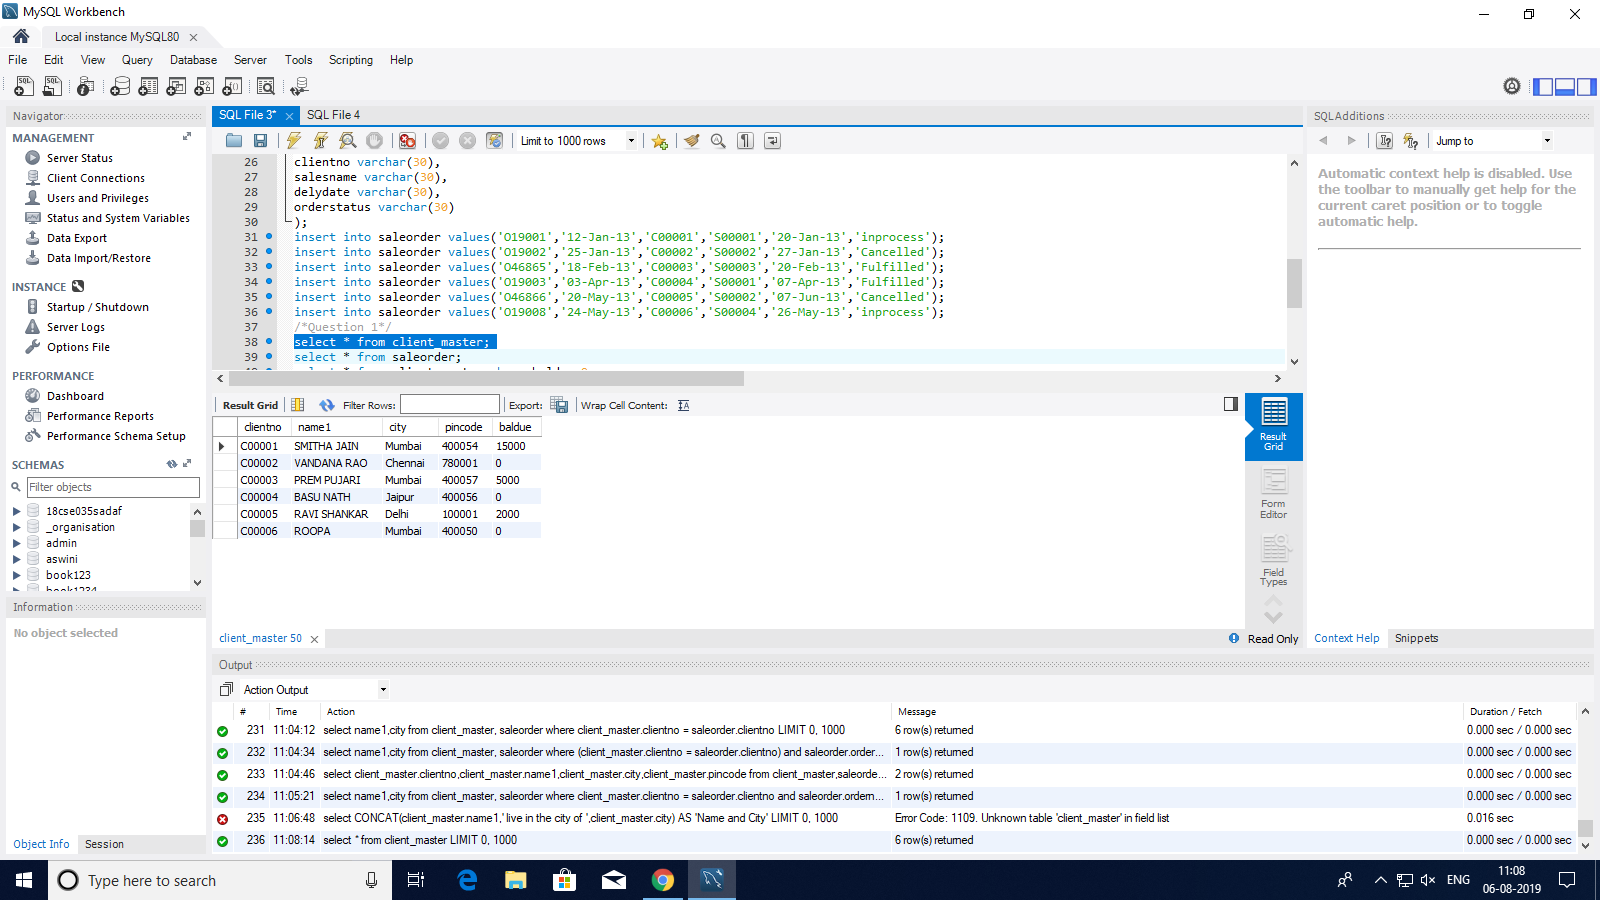 MySQL Workbench
Local instance MySQL80
File Edit View Query Database Server Tools Scripting Help
Navigator
MANAGEMENT
Server Status
Client Connections
Users and Privileges
Status and System Variables
Data Export
Data Import/Restore
INSTANCE
Startup / Shutdown
Server Logs
Options File
PERFORMANCE
Dashboard
Performance Reports
Performance Schema Setup
SCHEMAS
Filter objects
18cse035sadaf
_organisation
admin
aswini
book123
book1234
Information
No object selected
Object Info Session
SQL File 3* SQL File 4
Limit to 1000 rows
26 clientno varchar(30),
27 salesname varchar(30),
28 delydate varchar(30),
29 orderstatus varchar(30)
30 );
31 insert into saleorder values('O19001','12-Jan-13','C00001','S00001','20-Jan-13','inprocess');
32 insert into saleorder values('O19002','25-Jan-13','C00002','S00002','27-Jan-13','Cancelled');
33 insert into saleorder values('O46865','18-Feb-13','C00003','S00003','20-Feb-13','Fulfilled');
34 insert into saleorder values('O19003','03-Apr-13','C00004','S00001','07-Apr-13','Fulfilled');
35 insert into saleorder values('O46866','20-May-13','C00005','S00002','07-Jun-13','Cancelled');
36 insert into saleorder values('O19008','24-May-13','C00006','S00004','26-May-13','inprocess');
37 /*Question 1*/
38 select * from client_master;
39 select * from saleorder;
Result Grid Filter Rows: Export: Wrap Cell Content:
clientno name1 city pincode baldue
C00001 SMITHA JAIN Mumbai 400054 15000
C00002 VANDANA RAO Chennai 780001 0
C00003 PREM PUJARI Mumbai 400057 5000
C00004 BASU NATH Jaipur 400056 0
C00005 RAVI SHANKAR Delhi 100001 2000
C00006 ROOPA Mumbai 400050 0
Result Grid
Form Editor
Field Types
client_master 50
Read Only
SQLAdditions
Jump to
Automatic context help is disabled. Use
the toolbar to manually get help for the
current caret position or to toggle
automatic help.
Context Help Snippets
Output
Action Output
# Time Action Message Duration / Fetch
231 11:04:12 select name1,city from client_master, saleorder where client_master.clientno = saleorder.clientno LIMIT 0, 1000 6 row(s) returned 0.000 sec / 0.000 sec
232 11:04:34 select name1,city from client_master, saleorder where (client_master.clientno = saleorder.clientno) and saleorder.order... 1 row(s) returned 0.000 sec / 0.000 sec
233 11:04:46 select client_master.clientno,client_master.name1,client_master.city,client_master.pincode from client_master,saleorde... 2 row(s) returned 0.000 sec / 0.000 sec
234 11:05:21 select name1,city from client_master, saleorder where client_master.clientno = saleorder.clientno and saleorder.ordern... 1 row(s) returned 0.000 sec / 0.000 sec
235 11:06:48 select CONCAT(client_master.name1,' live in the city of ',client_master.city) AS 'Name and City' LIMIT 0, 1000 Error Code: 1109. Unknown table 'client_master' in field list 0.016 sec
236 11:08:14 select * from client_master LIMIT 0, 1000 6 row(s) returned 0.000 sec / 0.000 sec
Type here to search
ENG
11:08
06-08-2019